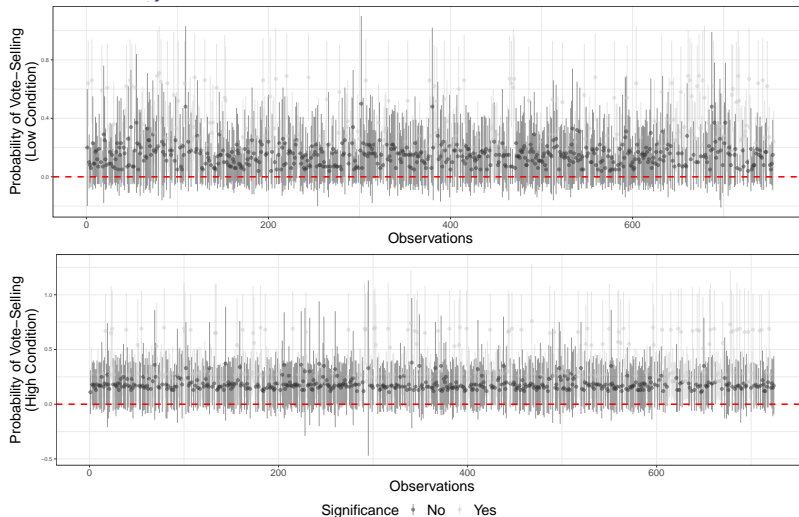 Probability of Vote−Selling
(Low Condition)
0.8
0.4
0.0
0
200
400
600
Observations
Probability of Vote−Selling
(High Condition)
1.0
0.5
0.0
−0.5
0
200
400
600
Observations
Significance No Yes